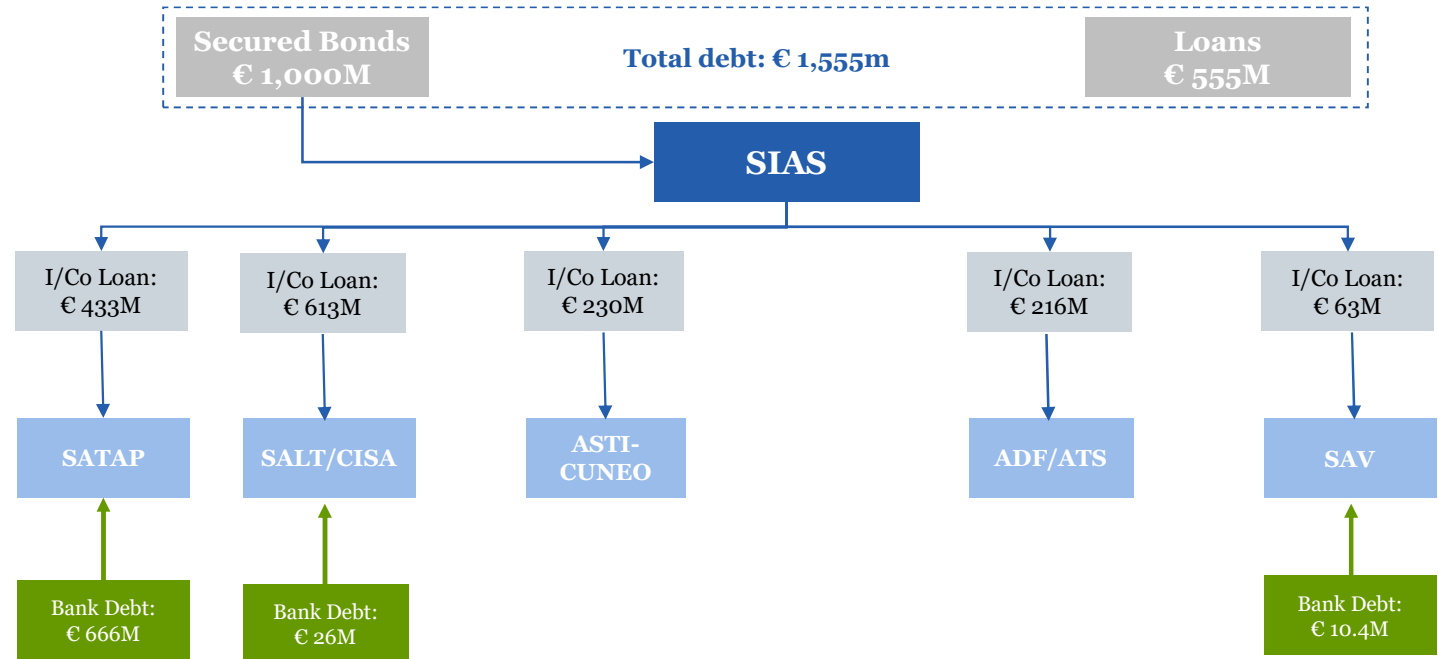 Secured Bonds
€ 1,000M
Total debt: € 1,555m
Loans
€ 555M
SIAS
I/Co Loan:
€ 433M
I/Co Loan:
€ 613M
I/Co Loan:
€ 230M
I/Co Loan:
€ 216M
I/Co Loan:
€ 63M
SATAP
SALT/CISA
ASTI-
CUNEO
ADF/ATS
SAV
Bank Debt:
€ 666M
Bank Debt:
€ 26M
Bank Debt:
€ 10.4M